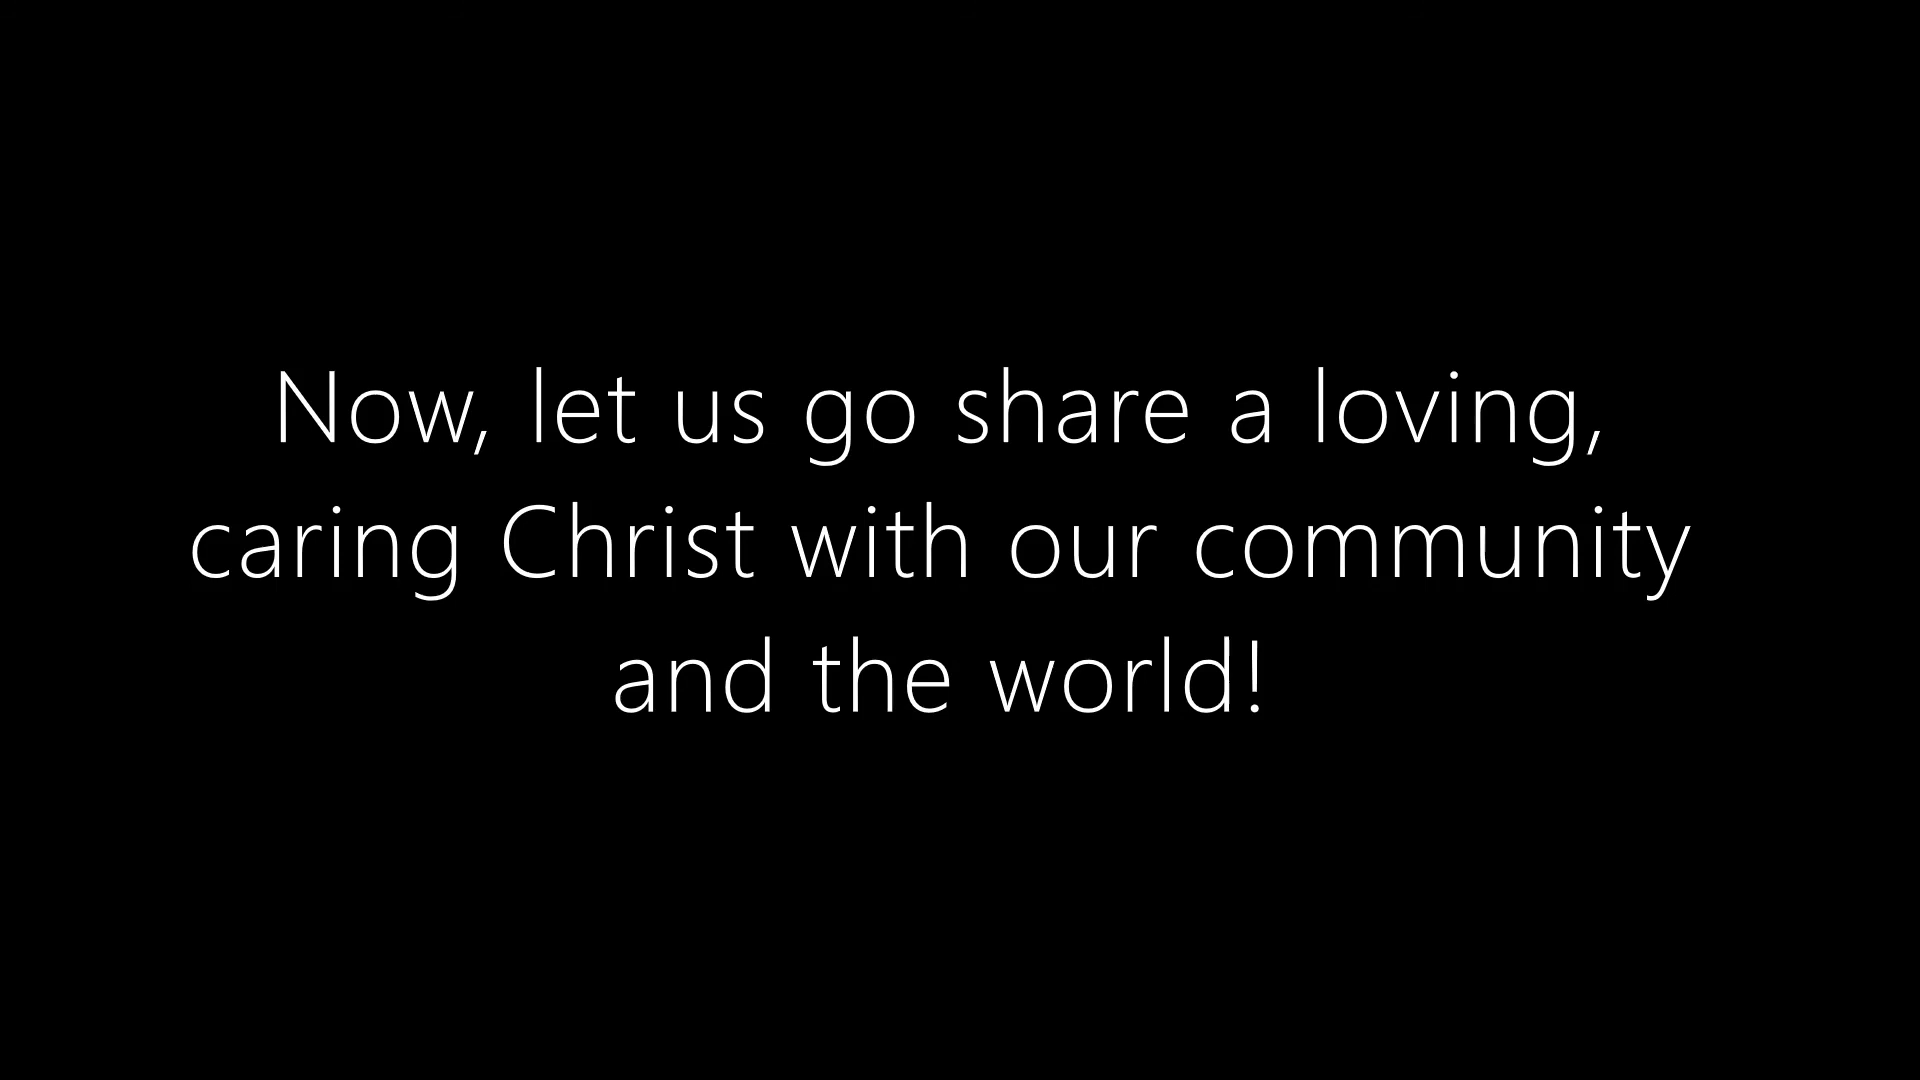 Now, let us go share a loving,
caring Christ with our community
and the world!